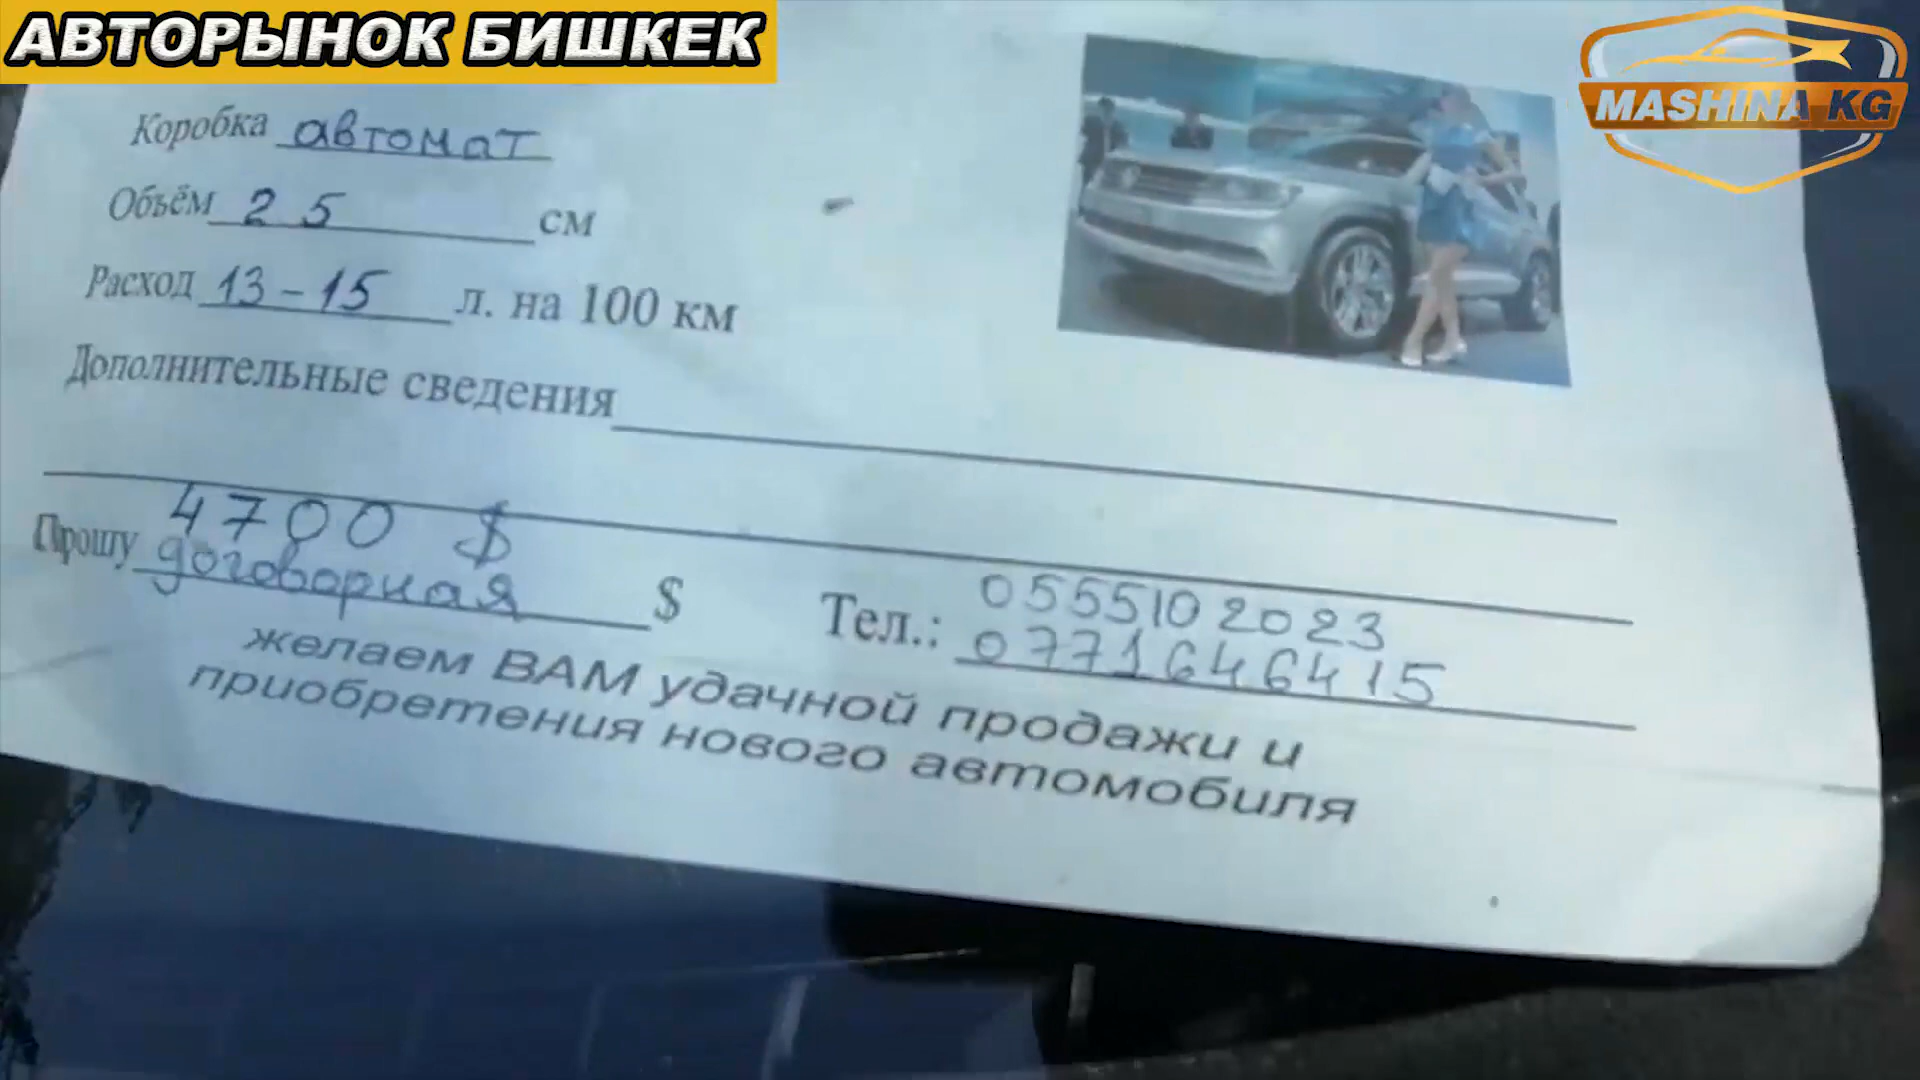 АВТОРЫНОК БИШКЕК
MASHINA KG
Коробка автомат
Объём 2 5 см
Расход 13-15 л. на 100 км
Дополнительные сведения
4700 $
Прошу договорная $
0555102023
Тел.: 0771646415
желаем ВАМ удачной продажи и
приобретения нового автомобиля